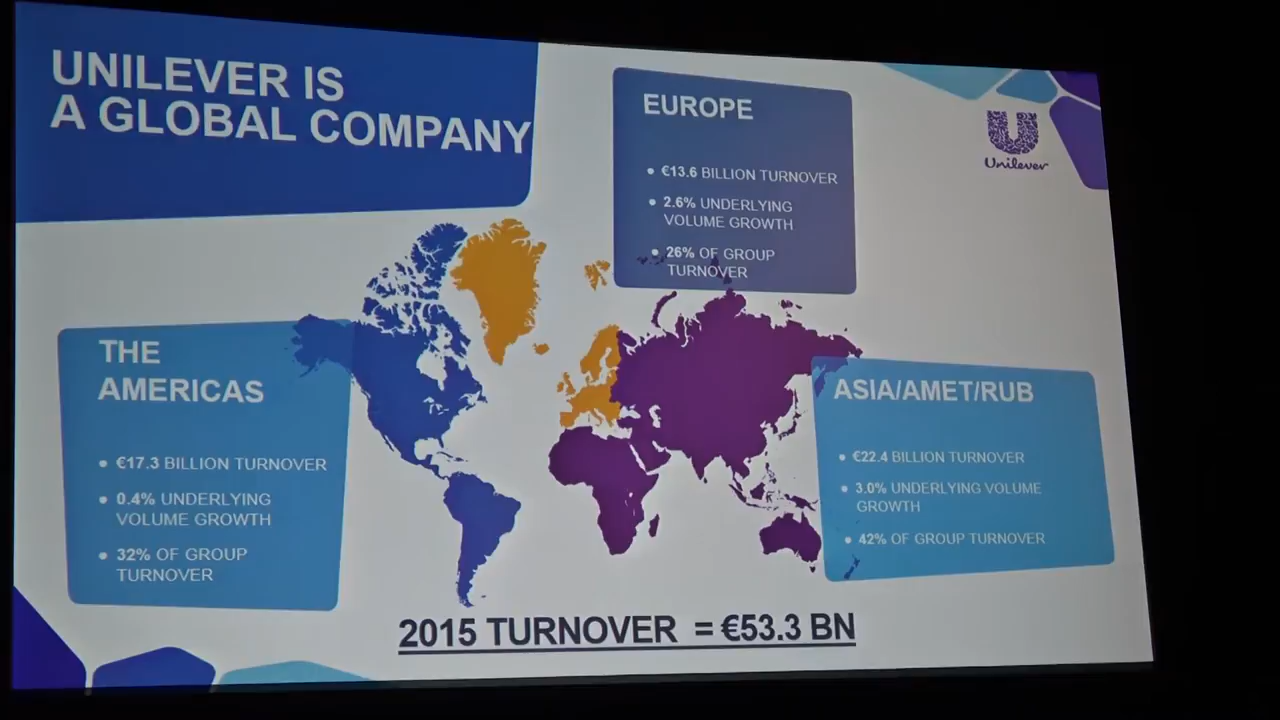 UNILEVER IS
A GLOBAL COMPANY
EUROPE
• €13.6 BILLION TURNOVER
• 2.6% UNDERLYING
VOLUME GROWTH
• 26% OF GROUP
TURNOVER
Unilever
THE
AMERICAS
• €17.3 BILLION TURNOVER
• 0.4% UNDERLYING
VOLUME GROWTH
• 32% OF GROUP
TURNOVER
ASIA/AMET/RUB
• €22.4 BILLION TURNOVER
• 3.0% UNDERLYING VOLUME
GROWTH
• 42% OF GROUP TURNOVER
2015 TURNOVER = €53.3 BN